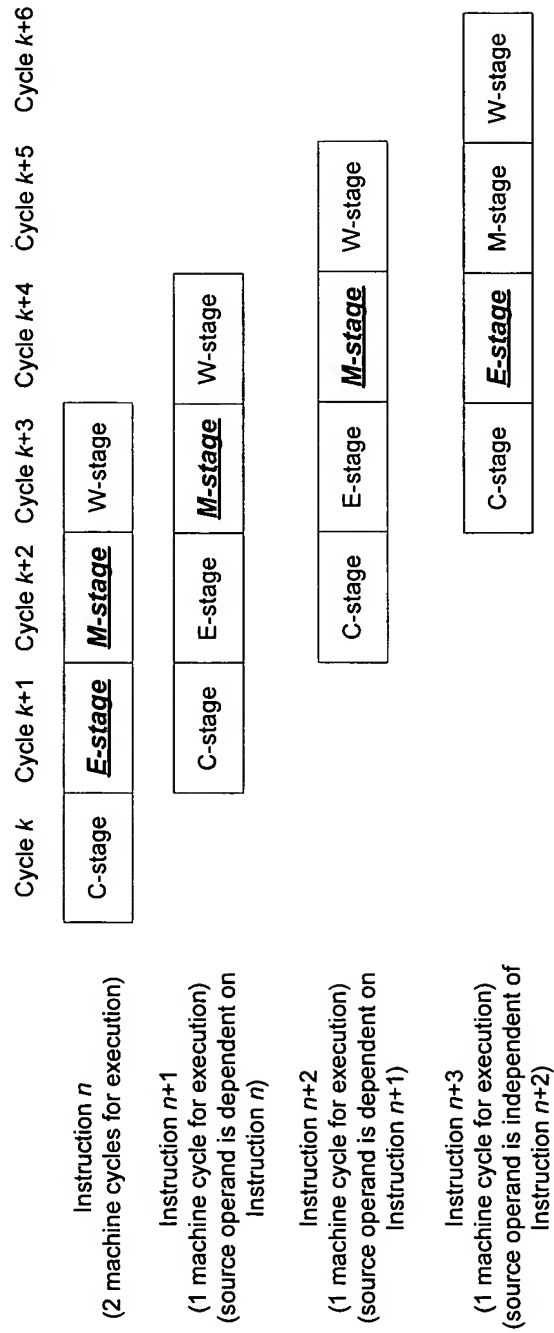 Cycle k Cycle k+1 Cycle k+2 Cycle k+3 Cycle k+4 Cycle k+5 Cycle k+6
Instruction n
(2 machine cycles for execution)
C-stage E-stage M-stage W-stage
Instruction n+1
(1 machine cycle for execution)
(source operand is dependent on
Instruction n)
C-stage E-stage M-stage W-stage
Instruction n+2
(1 machine cycle for execution)
(source operand is dependent on
Instruction n+1)
C-stage E-stage M-stage W-stage
Instruction n+3
(1 machine cycle for execution)
(source operand is independent of
Instruction n+2)
C-stage E-stage M-stage W-stage